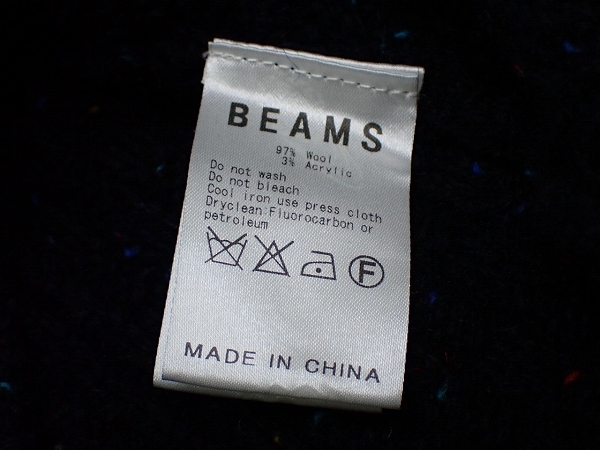 BEAMS
97% Wool
3% Acrylic
Do not wash
Do not bleach
Cool iron use press cloth
Dryclean:Fluorocarbon or
petroleum
F
MADE IN CHINA